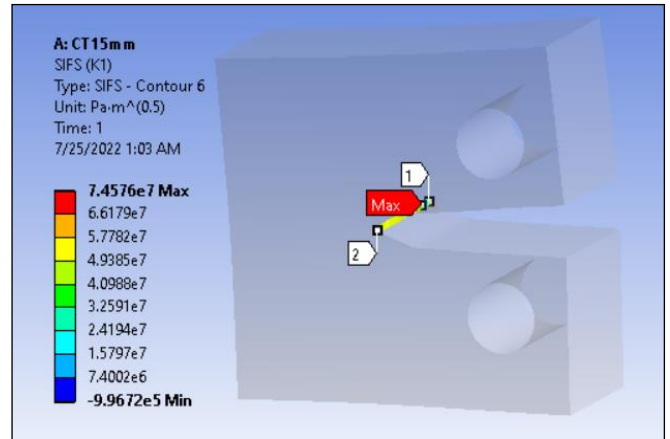 A: CT15mm
SIFS (K1)
Type: SIFS - Contour 6
Unit: Pa·m^(0.5)
Time: 1
7/25/2022 1:03 AM
7.4576e7 Max
6.6179e7
5.7782e7
4.9385e7
4.0988e7
3.2591e7
2.4194e7
1.5797e7
7.4002e6
-9.9672e5 Min
1
Max
2